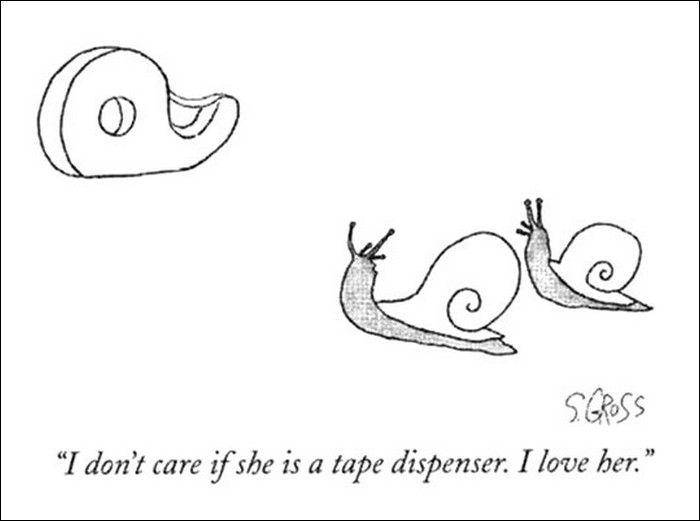 S.GROSS
“I don’t care if she is a tape dispenser. I love her.”